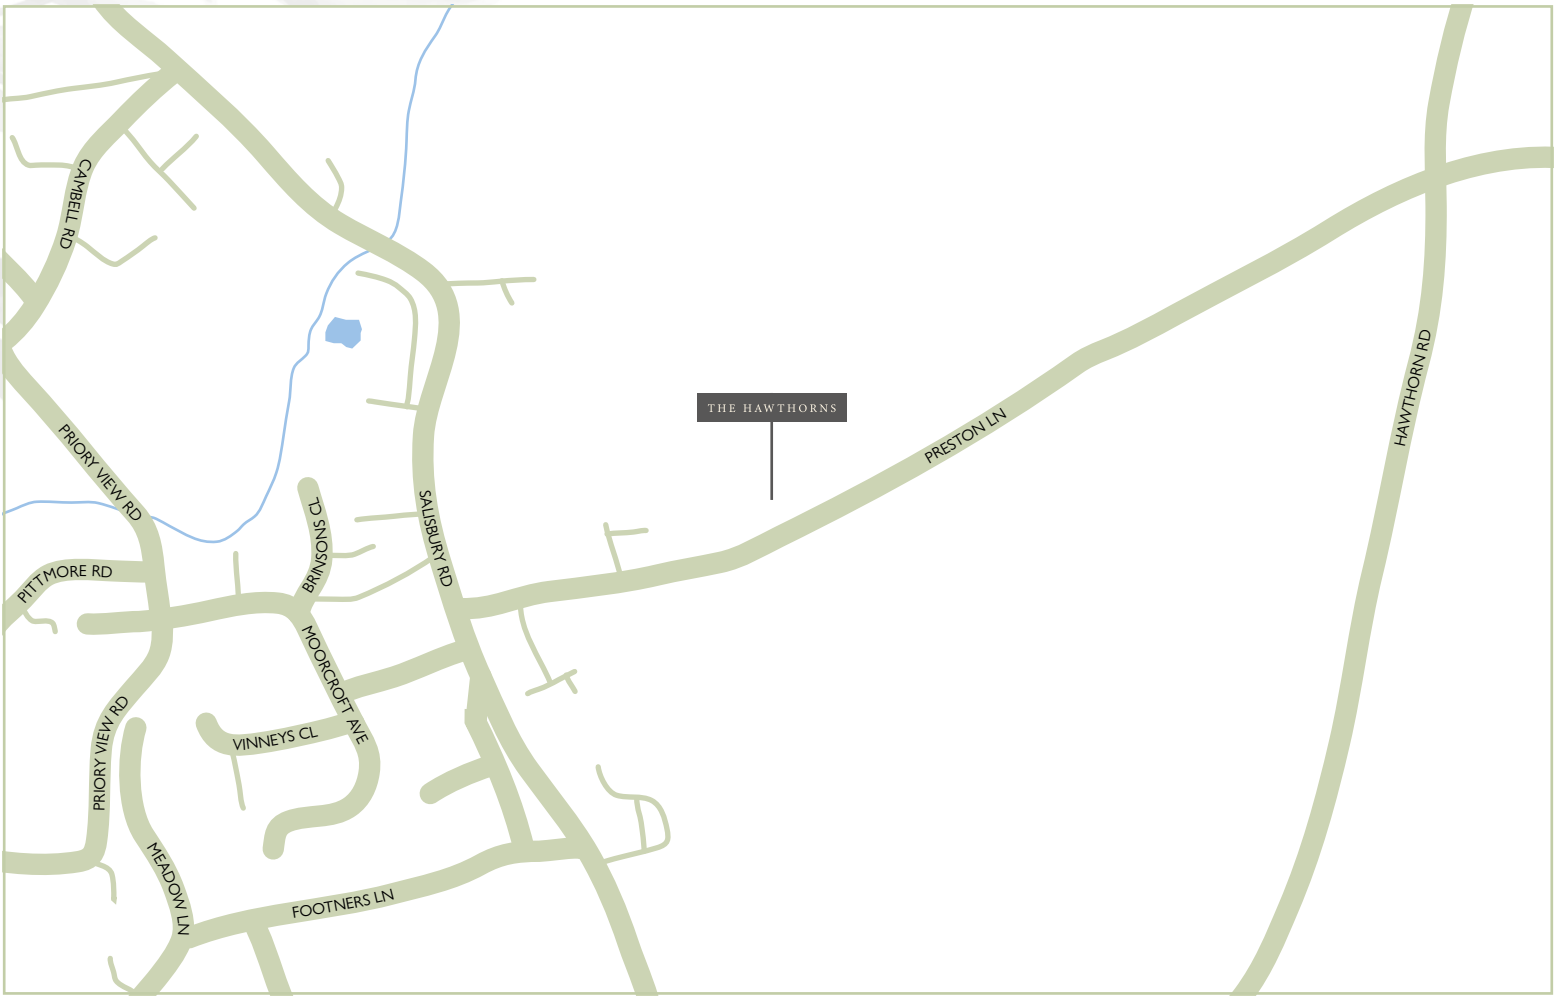 CAMBELL RD
HAWTHORN RD
THE HAWTHORNS
PRESTON LN
PRIORY VIEW RD
SALISBURY RD
BRINSONS CL
PITTMORE RD
MOORCROFT AVE
PRIORY VIEW RD
VINNEYS CL
MEADOW LN
FOOTNERS LN